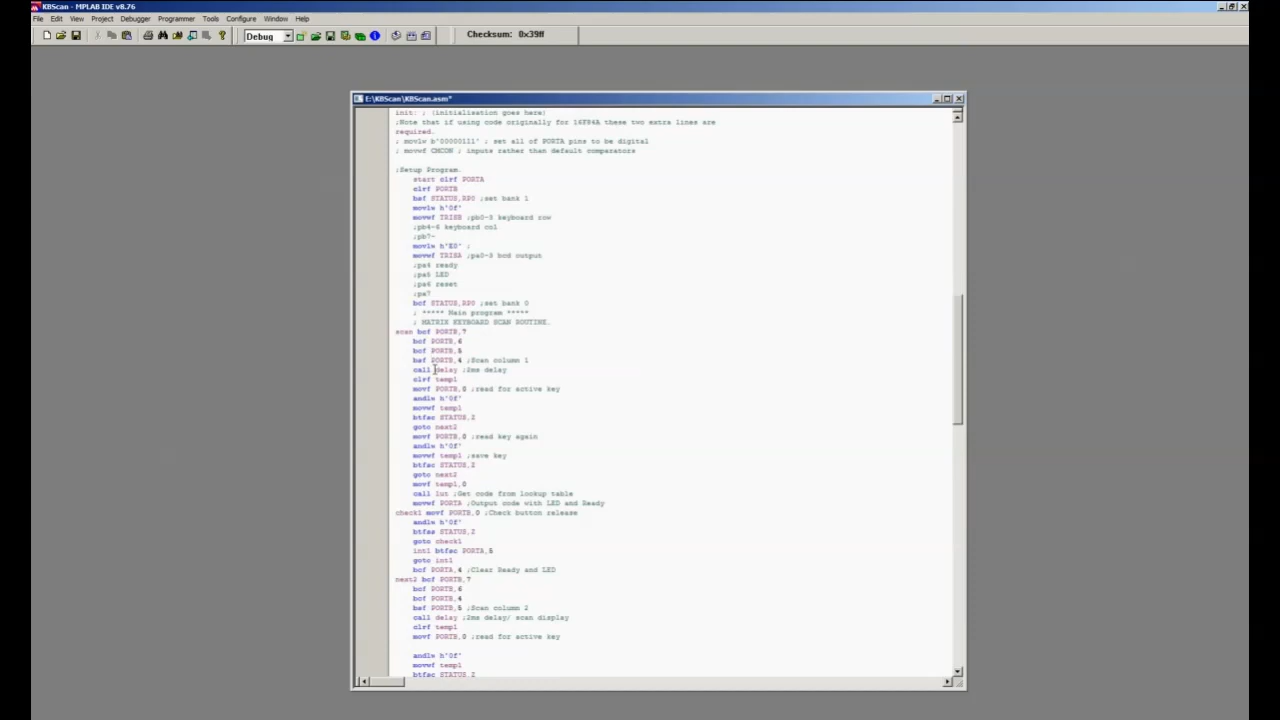 KBScan - MPLAB IDE v8.76
File Edit View Project Debugger Programmer Tools Configure Window Help
Debug Checksum: 0x39ff
E:\KBScan\KBScan.asm*
init: ; (initialisation goes here)
;Note that if using code originally for 16F84A these two extra lines are
required.
; movlw b'00000111' ; set all of PORTA pins to be digital
; movwf CMCON ; inputs rather than default comparators
;Setup Program.
start clrf PORTA
clrf PORTB
bsf STATUS,RP0 ;set bank 1
movlw h'0f'
movwf TRISB ;pb0-3 keyboard row
;pb4-6 keyboard col
;pb7-
movlw h'E0' ;
movwf TRISA ;pa0-3 bcd output
;pa4 ready
;pa5 LED
;pa6 reset
;pa7
bcf STATUS,RP0 ;set bank 0
; ***** Main program *****
; MATRIX KEYBOARD SCAN ROUTINE.
scan bcf PORTB,7
bcf PORTB,6
bcf PORTB,5
bsf PORTB,4 ;Scan column 1
call delay ;2ms delay
clrf temp1
movf PORTB,0 ;read for active key
andlw h'0f'
movwf temp1
btfsc STATUS,2
goto next2
movf PORTB,0 ;read key again
andlw h'0f'
movwf temp1 ;save key
btfsc STATUS,2
goto next2
movf temp1,0
call lut ;Get code from lookup table
movwf PORTA ;Output code with LED and Ready
check1 movf PORTB,0 ;Check button release
andlw h'0f'
btfss STATUS,2
goto check1
int1 btfsc PORTA,5
goto int1
bcf PORTA,4 ;Clear Ready and LED
next2 bcf PORTB,7
bcf PORTB,6
bcf PORTB,4
bsf PORTB,5 ;Scan column 2
call delay ;2ms delay/ scan display
clrf temp1
movf PORTB,0 ;read for active key
andlw h'0f'
movwf temp1
btfsc STATUS,2